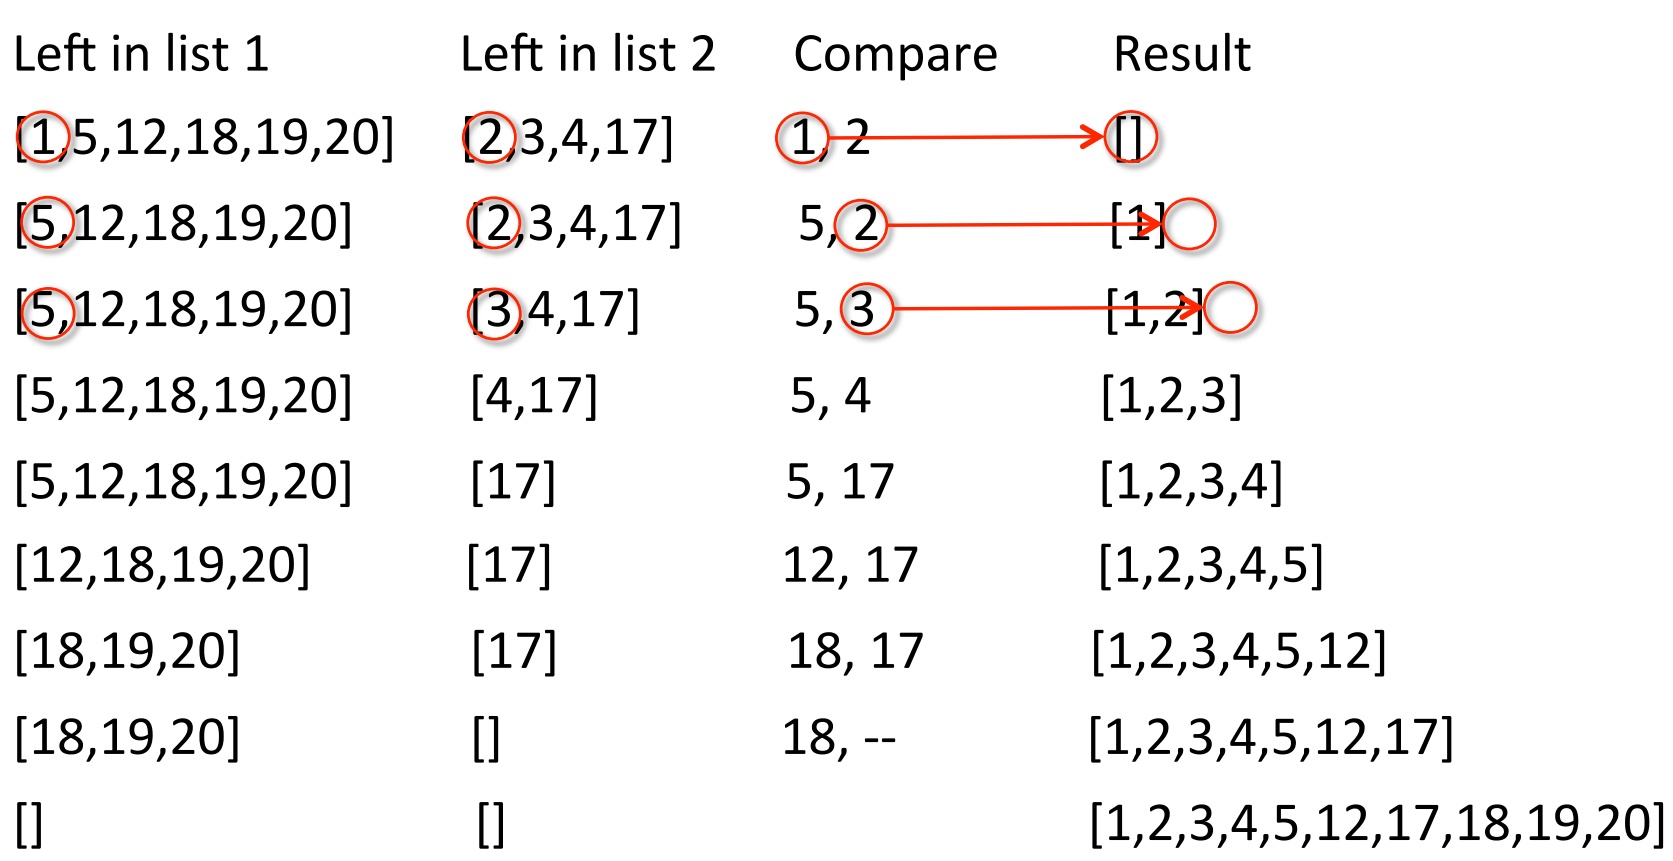 Left in list 1 Left in list 2 Compare Result
[1,5,12,18,19,20] [2,3,4,17] 1, 2 []
[5,12,18,19,20] [2,3,4,17] 5, 2 [1]
[5,12,18,19,20] [3,4,17] 5, 3 [1,2]
[5,12,18,19,20] [4,17] 5, 4 [1,2,3]
[5,12,18,19,20] [17] 5, 17 [1,2,3,4]
[12,18,19,20] [17] 12, 17 [1,2,3,4,5]
[18,19,20] [17] 18, 17 [1,2,3,4,5,12]
[18,19,20] [] 18, -- [1,2,3,4,5,12,17]
[] [] [1,2,3,4,5,12,17,18,19,20]